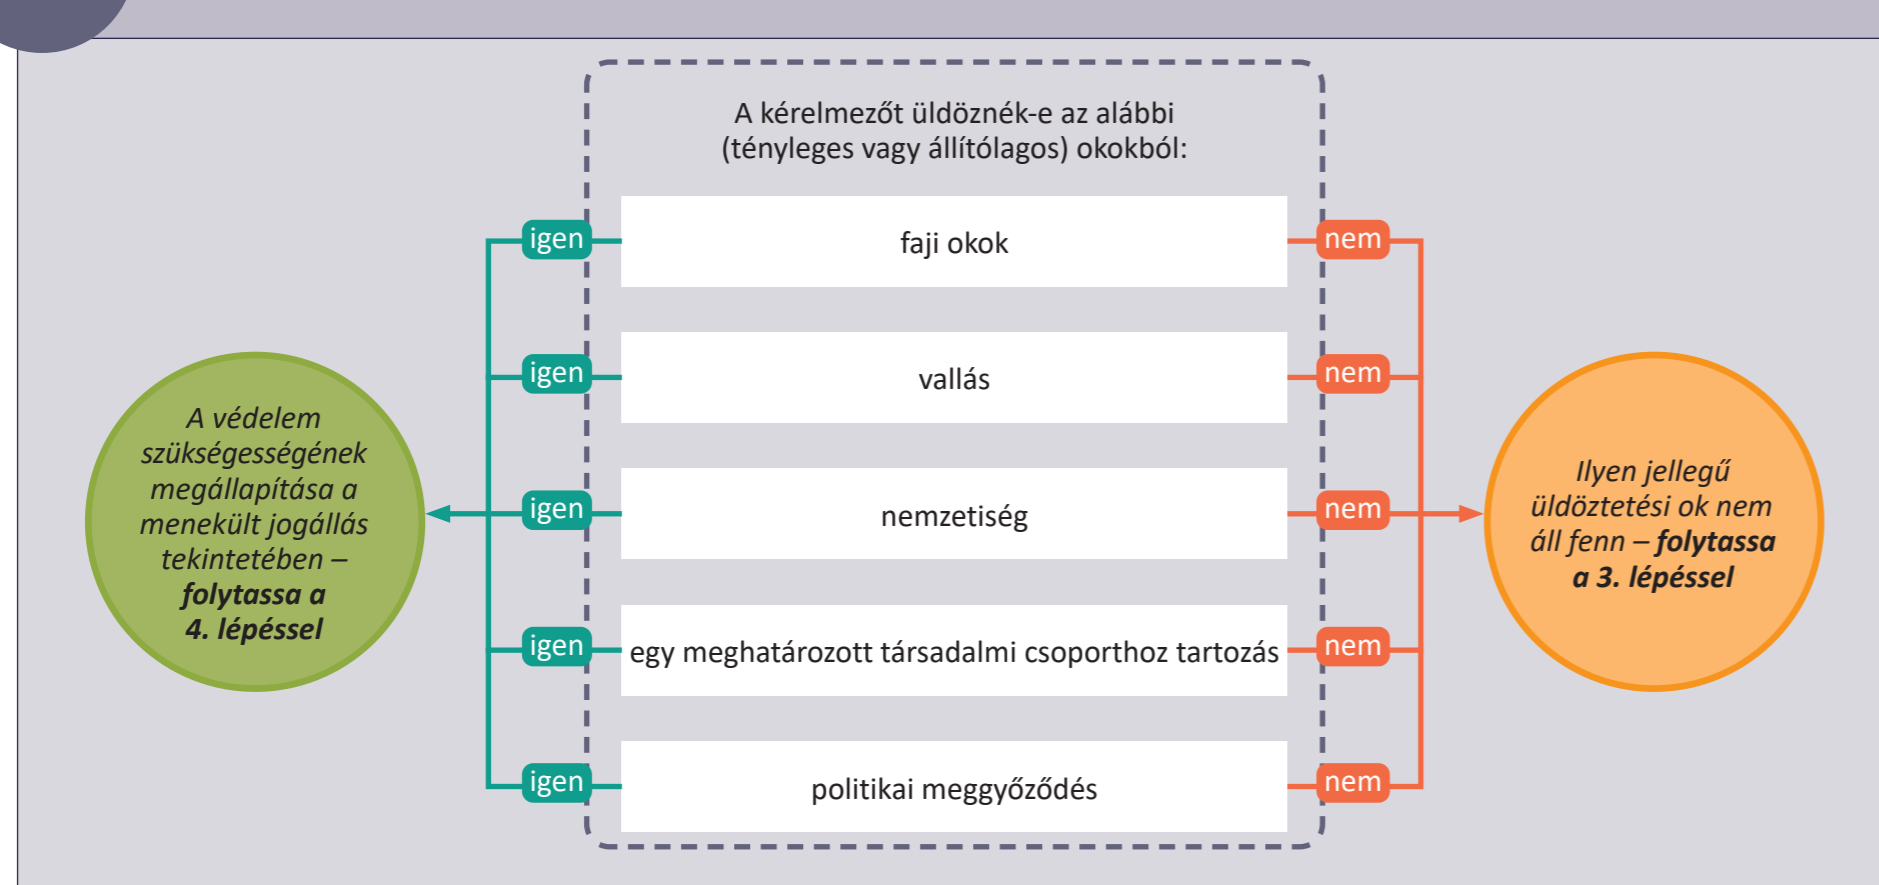 A kérelmezőt üldöznék-e az alábbi
(tényleges vagy állítólagos) okokból:
igen
faji okok
nem
igen
vallás
nem
igen
nemzetiség
nem
igen
egy meghatározott társadalmi csoporthoz tartozás
nem
igen
politikai meggyőződés
nem
A védelem
szükségességének
megállapítása a
menekült jogállás
tekintetében –
folytassa a
4. lépéssel
Ilyen jellegű
üldöztetési ok nem
áll fenn – folytassa
a 3. lépéssel